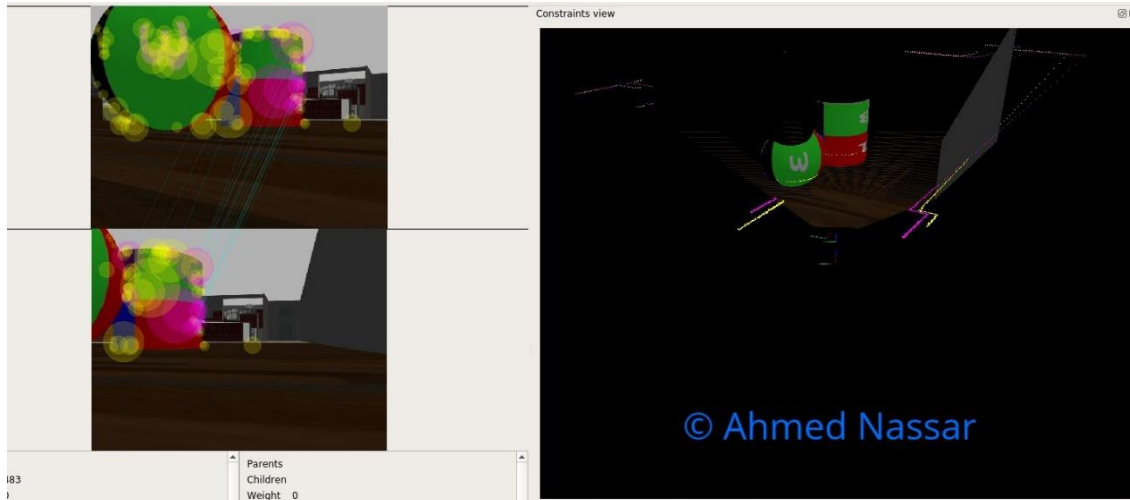 Constraints view
W
W
© Ahmed Nassar
Parents
483
Children
Weight 0